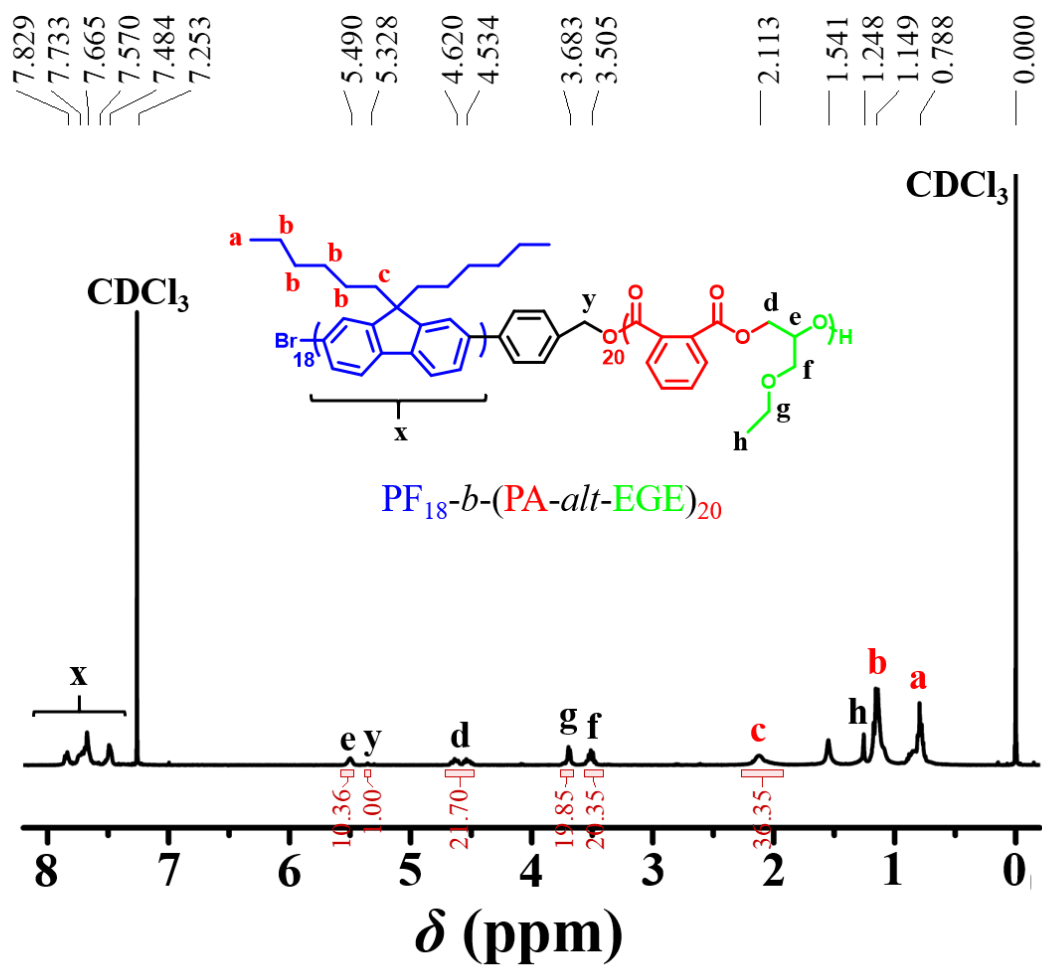 7.829
7.733
7.665
7.570
7.484
7.253
5.490
5.328
4.620
4.534
3.683
3.505
2.113
1.541
1.248
1.149
0.788
0.000
CDCl3
CDCl3
a b b b b c
Br 18
x
y
O 20
O O
O
d e O H
f
O
g
h
PF18-b-(PA-alt-EGE)20
x e y d g f c h b a
10.36 1.00 21.70 19.85 20.35 36.35
8 7 6 5 4 3 2 1 0
δ (ppm)